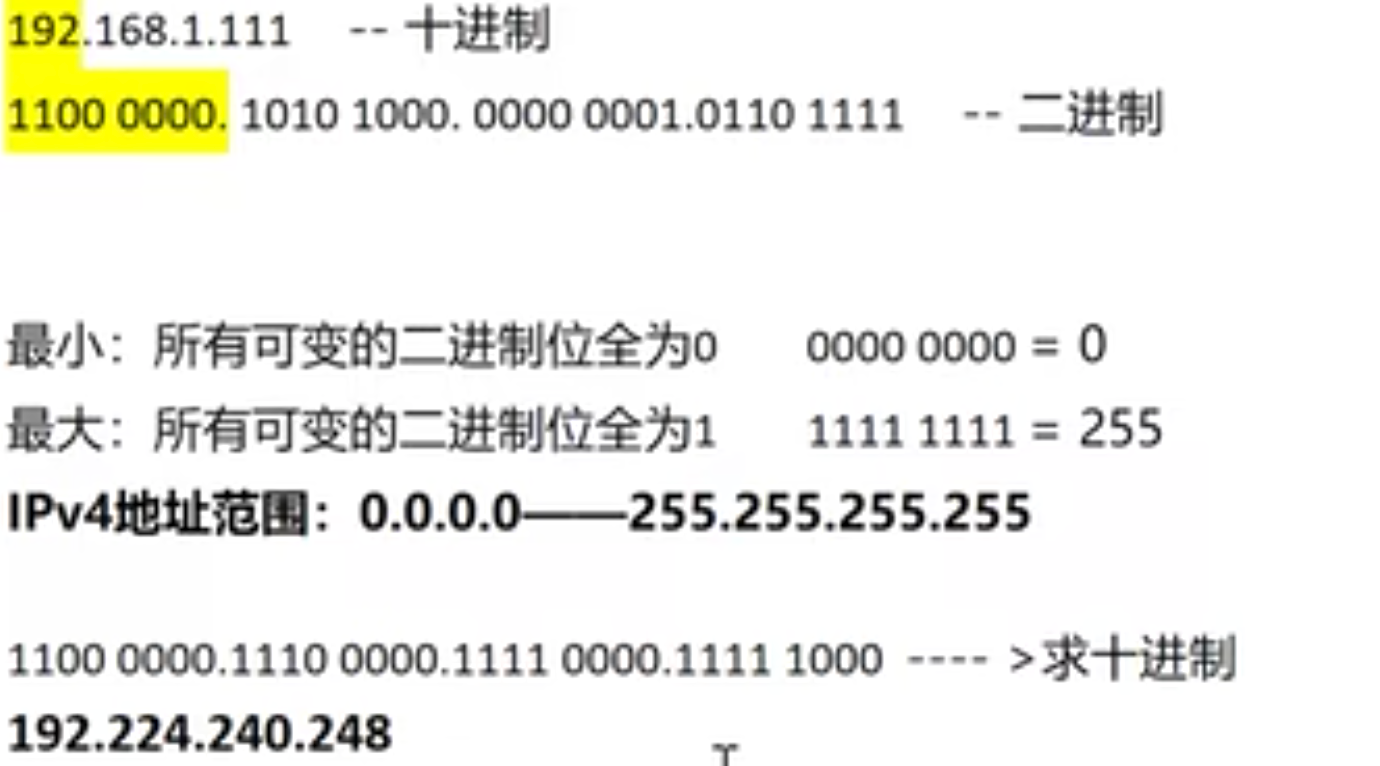 192.168.1.111 -- 十进制
1100 0000. 1010 1000. 0000 0001.0110 1111 -- 二进制
最小：所有可变的二进制位全为0 0000 0000 = 0
最大：所有可变的二进制位全为1 1111 1111 = 255
IPv4地址范围：0.0.0.0——255.255.255.255
1100 0000.1110 0000.1111 0000.1111 1000 ---- >求十进制
192.224.240.248